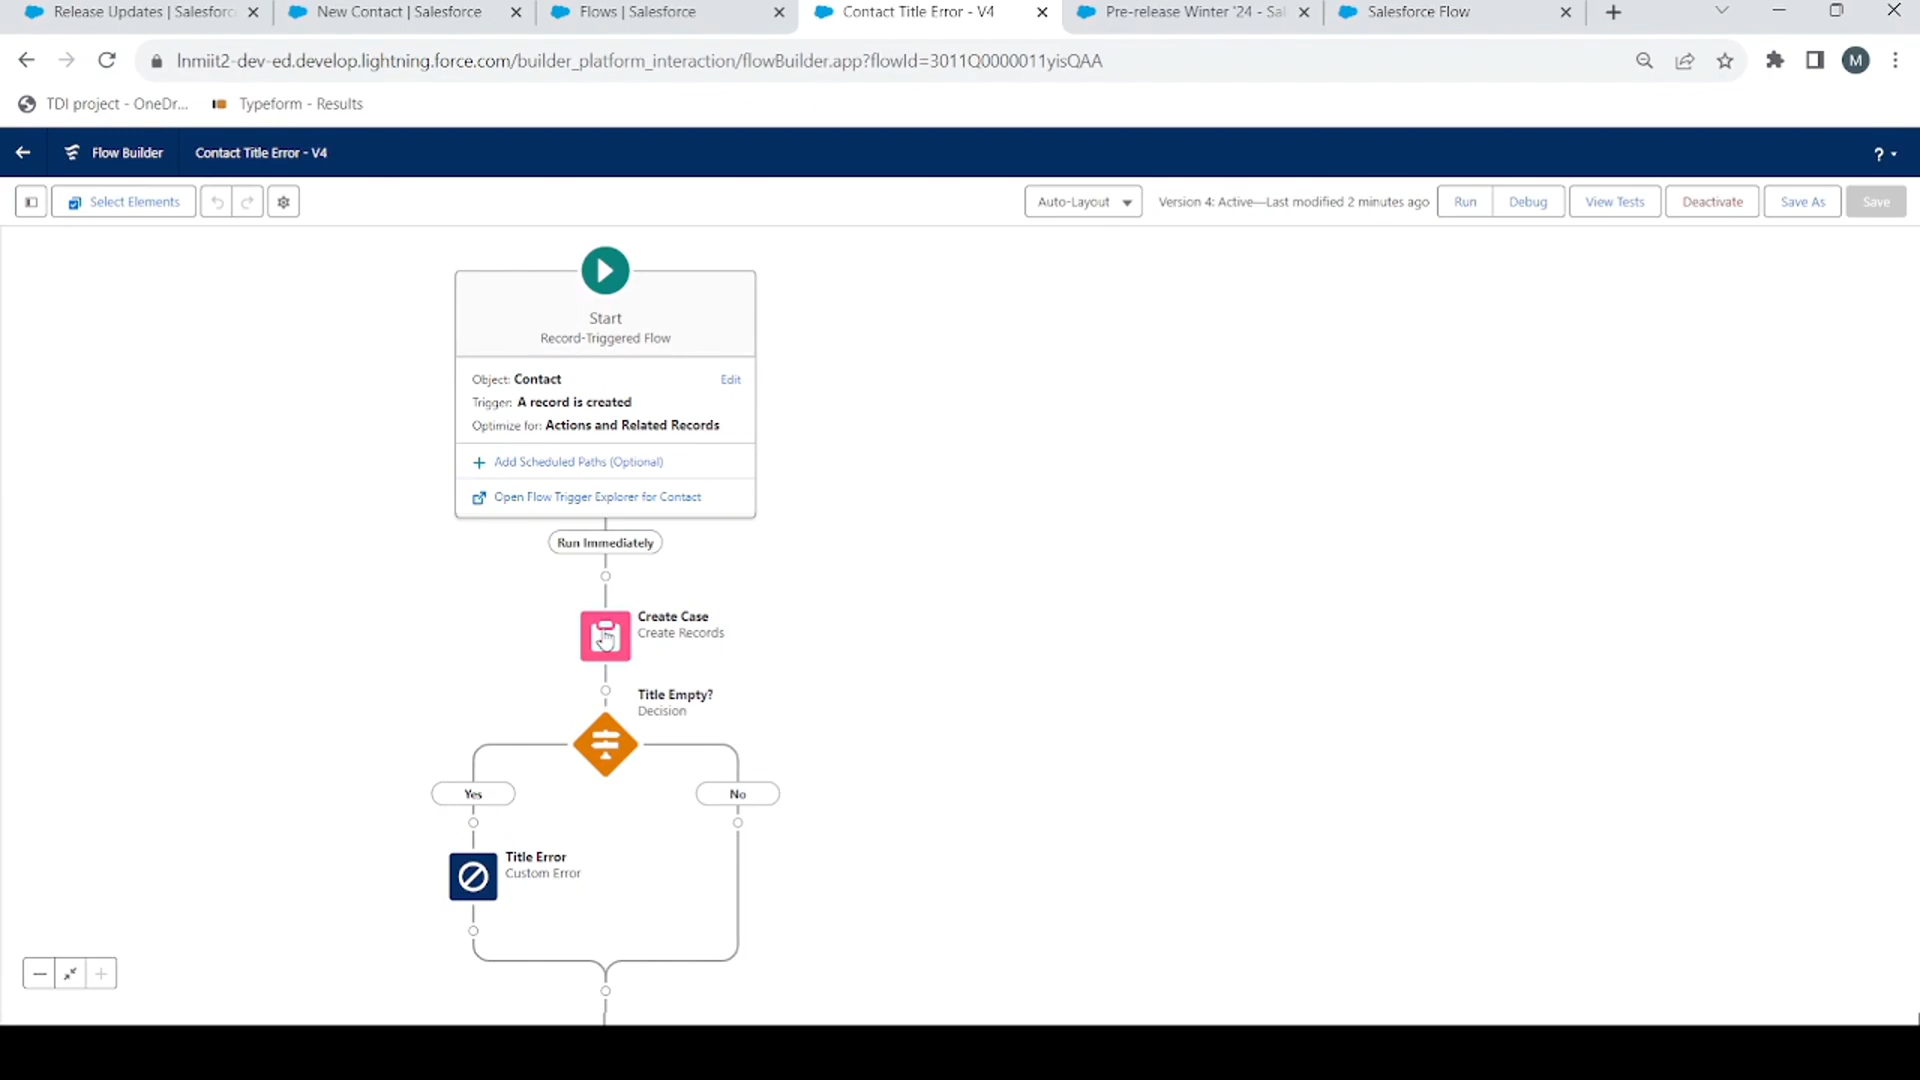 Release Updates | Salesforc
New Contact | Salesforce
Flows | Salesforce
Contact Title Error - V4
Pre-release Winter '24 - Sal
Salesforce Flow
lnmiit2-dev-ed.develop.lightning.force.com/builder_platform_interaction/flowBuilder.app?flowId=3011Q0000011yisQAA
M
TDI project - OneDr...
Typeform - Results
Flow Builder
Contact Title Error - V4
?
Select Elements
Auto-Layout
Version 4: Active—Last modified 2 minutes ago
Run
Debug
View Tests
Deactivate
Save As
Save
Start
Record-Triggered Flow
Object: Contact
Edit
Trigger: A record is created
Optimize for: Actions and Related Records
Add Scheduled Paths (Optional)
Open Flow Trigger Explorer for Contact
Run Immediately
Create Case
Create Records
Title Empty?
Decision
Yes
No
Title Error
Custom Error